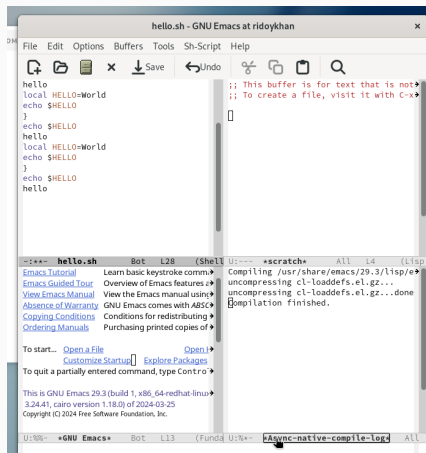 hello.sh - GNU Emacs at ridoykhan
File Edit Options Buffers Tools Sh-Script Help
Save Undo
hello
local HELLO=World
echo $HELLO
}
echo $HELLO
hello
local HELLO=World
echo $HELLO
}
echo $HELLO
hello
-:**- hello.sh Bot L28 (Shell
;; This buffer is for text that is not
;; To create a file, visit it with C-x
U:--- *scratch* All L4 (Lisp
Emacs Tutorial Learn basic keystroke comm
Emacs Guided Tour Overview of Emacs features a
View Emacs Manual View the Emacs manual using
Absence of Warranty GNU Emacs comes with ABSC
Copying Conditions Conditions for redistributing
Ordering Manuals Purchasing printed copies of
To start... Open a File Open H
Customize Startup Explore Packages
To quit a partially entered command, type Contro
This is GNU Emacs 29.3 (build 1, x86_64-redhat-linux
3.24.41, cairo version 1.18.0) of 2024-03-25
Copyright (C) 2024 Free Software Foundation, Inc.
U:%%- *GNU Emacs* Bot L13 (Funda
Compiling /usr/share/emacs/29.3/lisp/e
uncompressing cl-loaddefs.el.gz...
uncompressing cl-loaddefs.el.gz...done
Compilation finished.
U:%*- *Async-native-compile-log* All